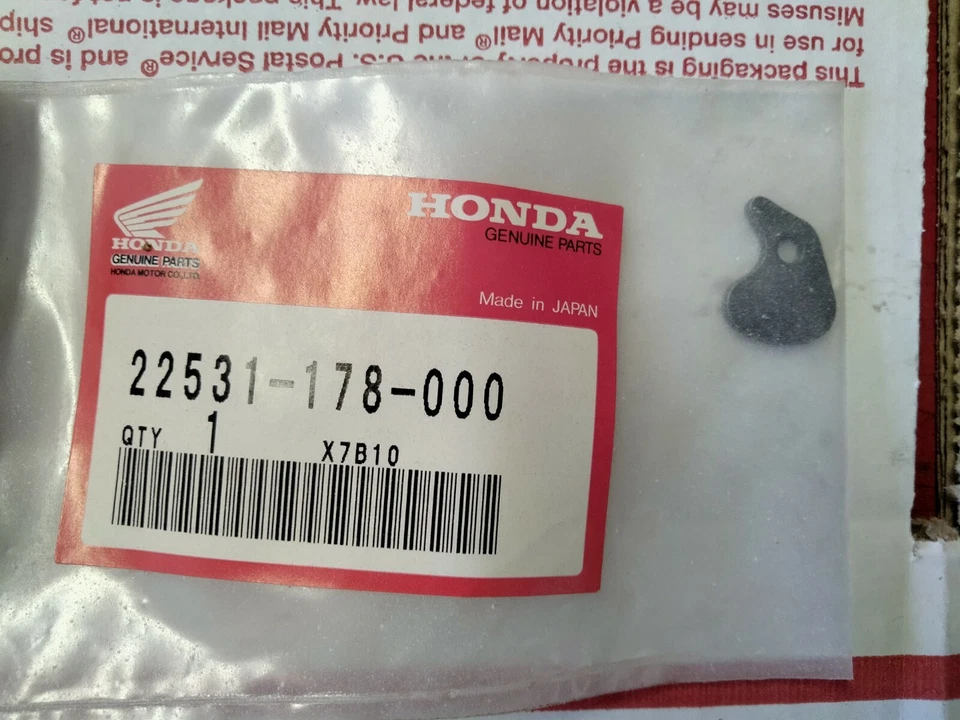 This packaging is the property of the U.S. Postal Service® and is pro
for use in sending Priority Mail® and Priority Mail International® ship
Misuses may be a violation of federal law. This
HONDA
GENUINE PARTS
HONDA MOTOR CO., LTD.
HONDA
GENUINE PARTS
Made in JAPAN
22531-178-000
QTY 1 X7B10